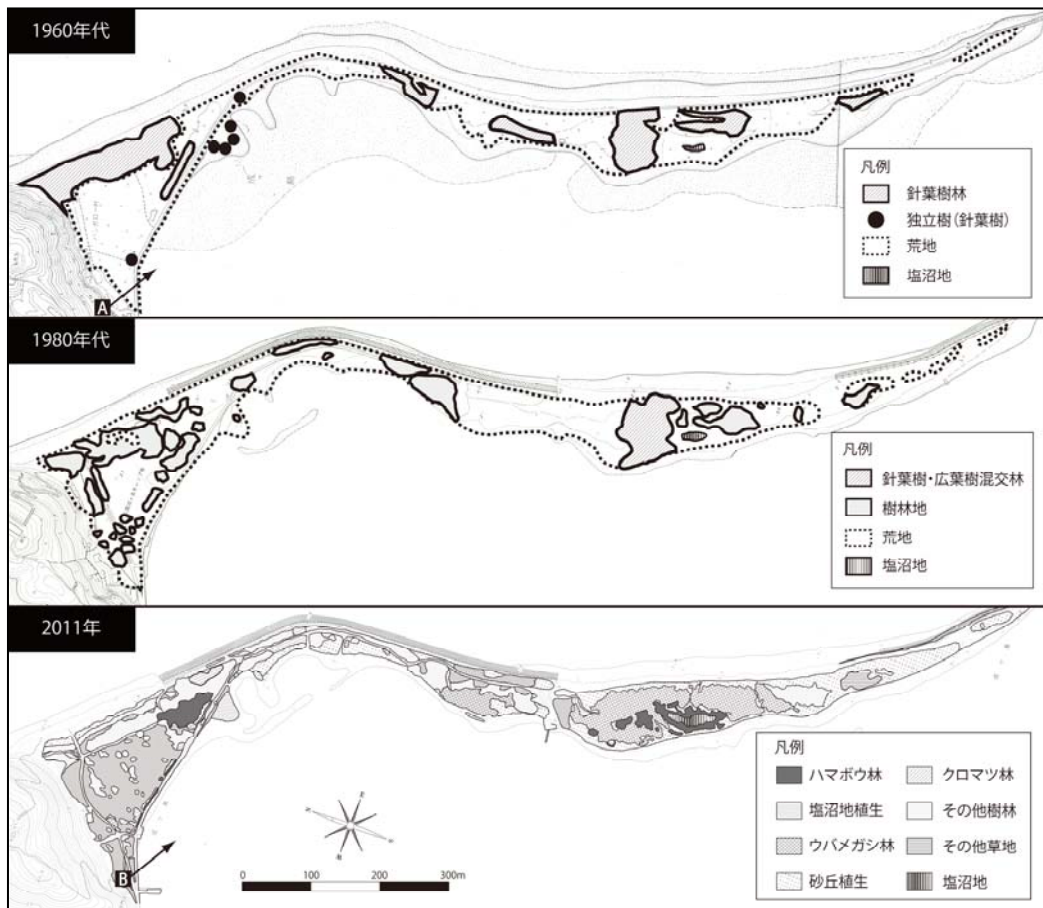 1960年代
凡例
針葉樹林
独立樹(針葉樹)
荒地
塩沼地
A
1980年代
凡例
針葉樹・広葉樹混交林
樹林地
荒地
塩沼地
2011年
凡例
ハマボウ林
クロマツ林
塩沼地植生
その他樹林
ウバメガシ林
その他草地
砂丘植生
塩沼地
B
0 100 200 300m